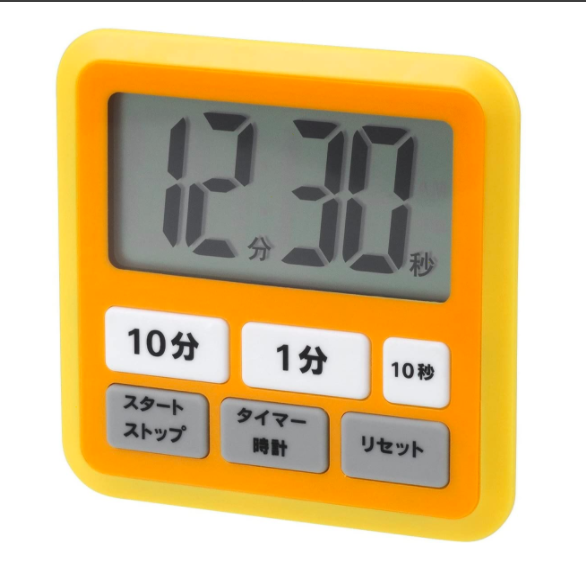 12分30秒
10分
1分
10秒
スタート
ストップ
タイマー
時計
リセット